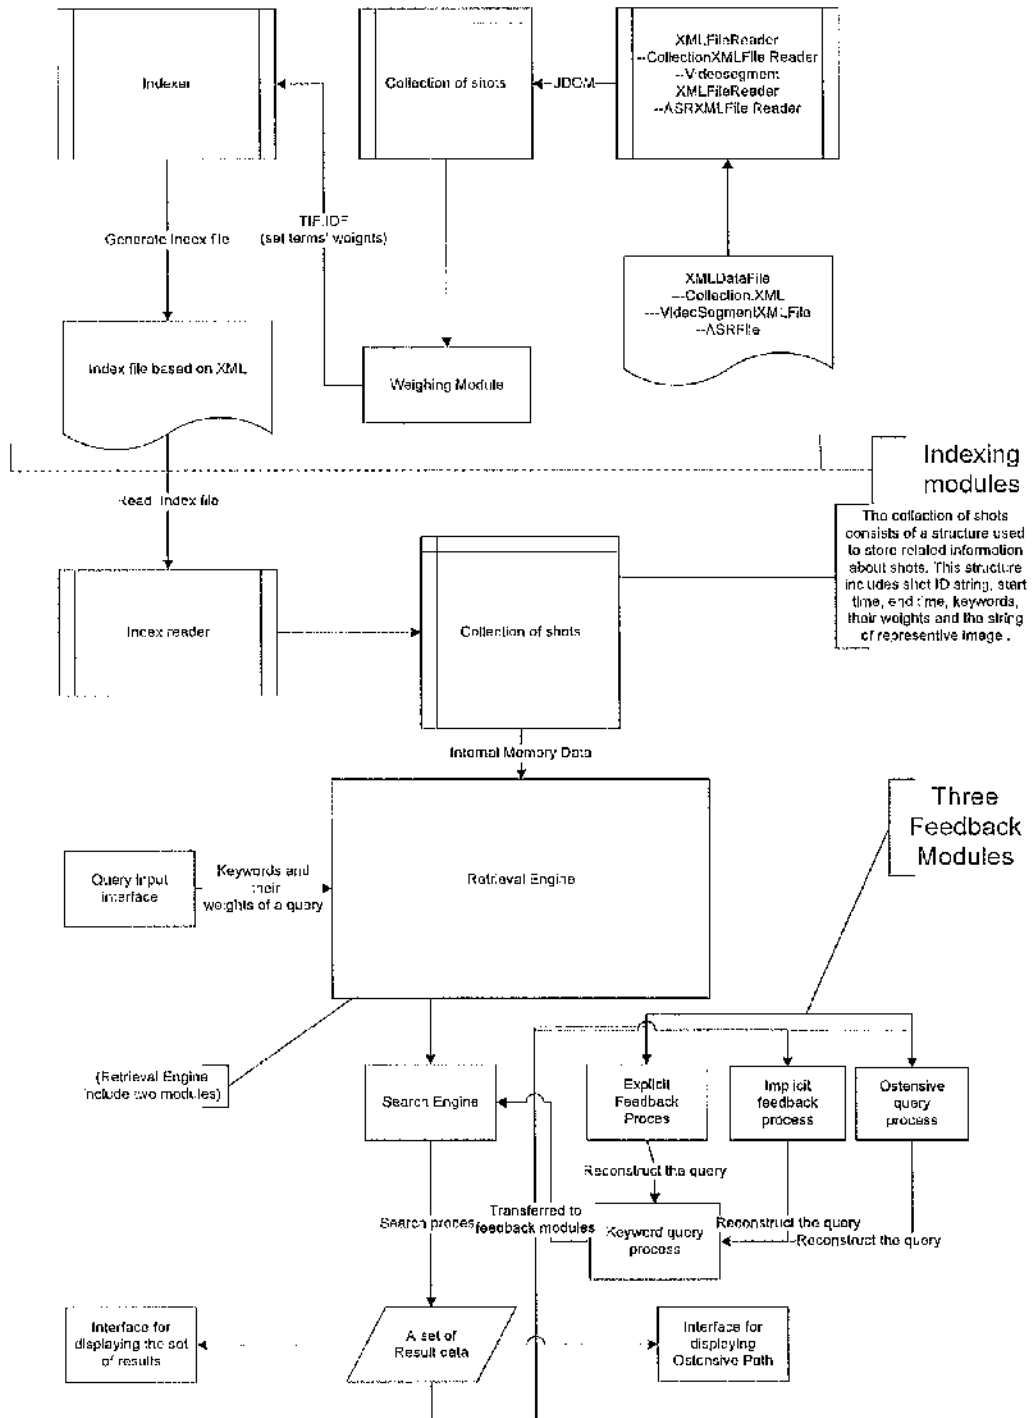 XMLFileReader
--CollectionXMLFile Reader
--Videosegment
XMLFileReader
--ASRXMLFile Reader
Indexer
Collection of shots
JDOM
TIF.IDF
(set terms' weights)
Generate Index file
XMLDataFile
---Collection.XML
---VideoSegmentXMLFile
--ASRFile
Index file based on XML
Weighing Module
Indexing
modules
Read Index file
The collection of shots
consists of a structure used
to store related information
about shots. This structure
includes shot ID string, start
time, end time, keywords,
their weights and the string
of representive image .
Index reader
Collection of shots
Internal Memory Data
Three
Feedback
Modules
Query Input
interface
Keywords and
their
weights of a query
Retrieval Engine
(Retrieval Engine
include two modules)
Search Engine
Explicit
Feedback
Proces
Implicit
feedback
process
Ostensive
query
process
Reconstruct the query
Search proces
Transferred to
feedback modules
Keyword query
process
Reconstruct the query
Reconstruct the query
Interface for
displaying the set
of results
A set of
Result data
Interface for
displaying
Ostensive Path